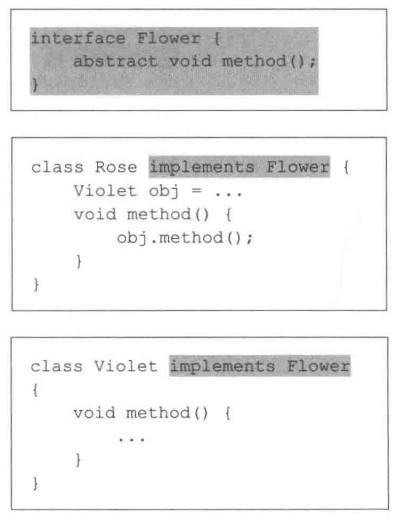 interface Flower {
    abstract void method();
}
class Rose implements Flower {
    Violet obj = ...
    void method() {
        obj.method();
    }
}
class Violet implements Flower
{
    void method() {
        ...
    }
}